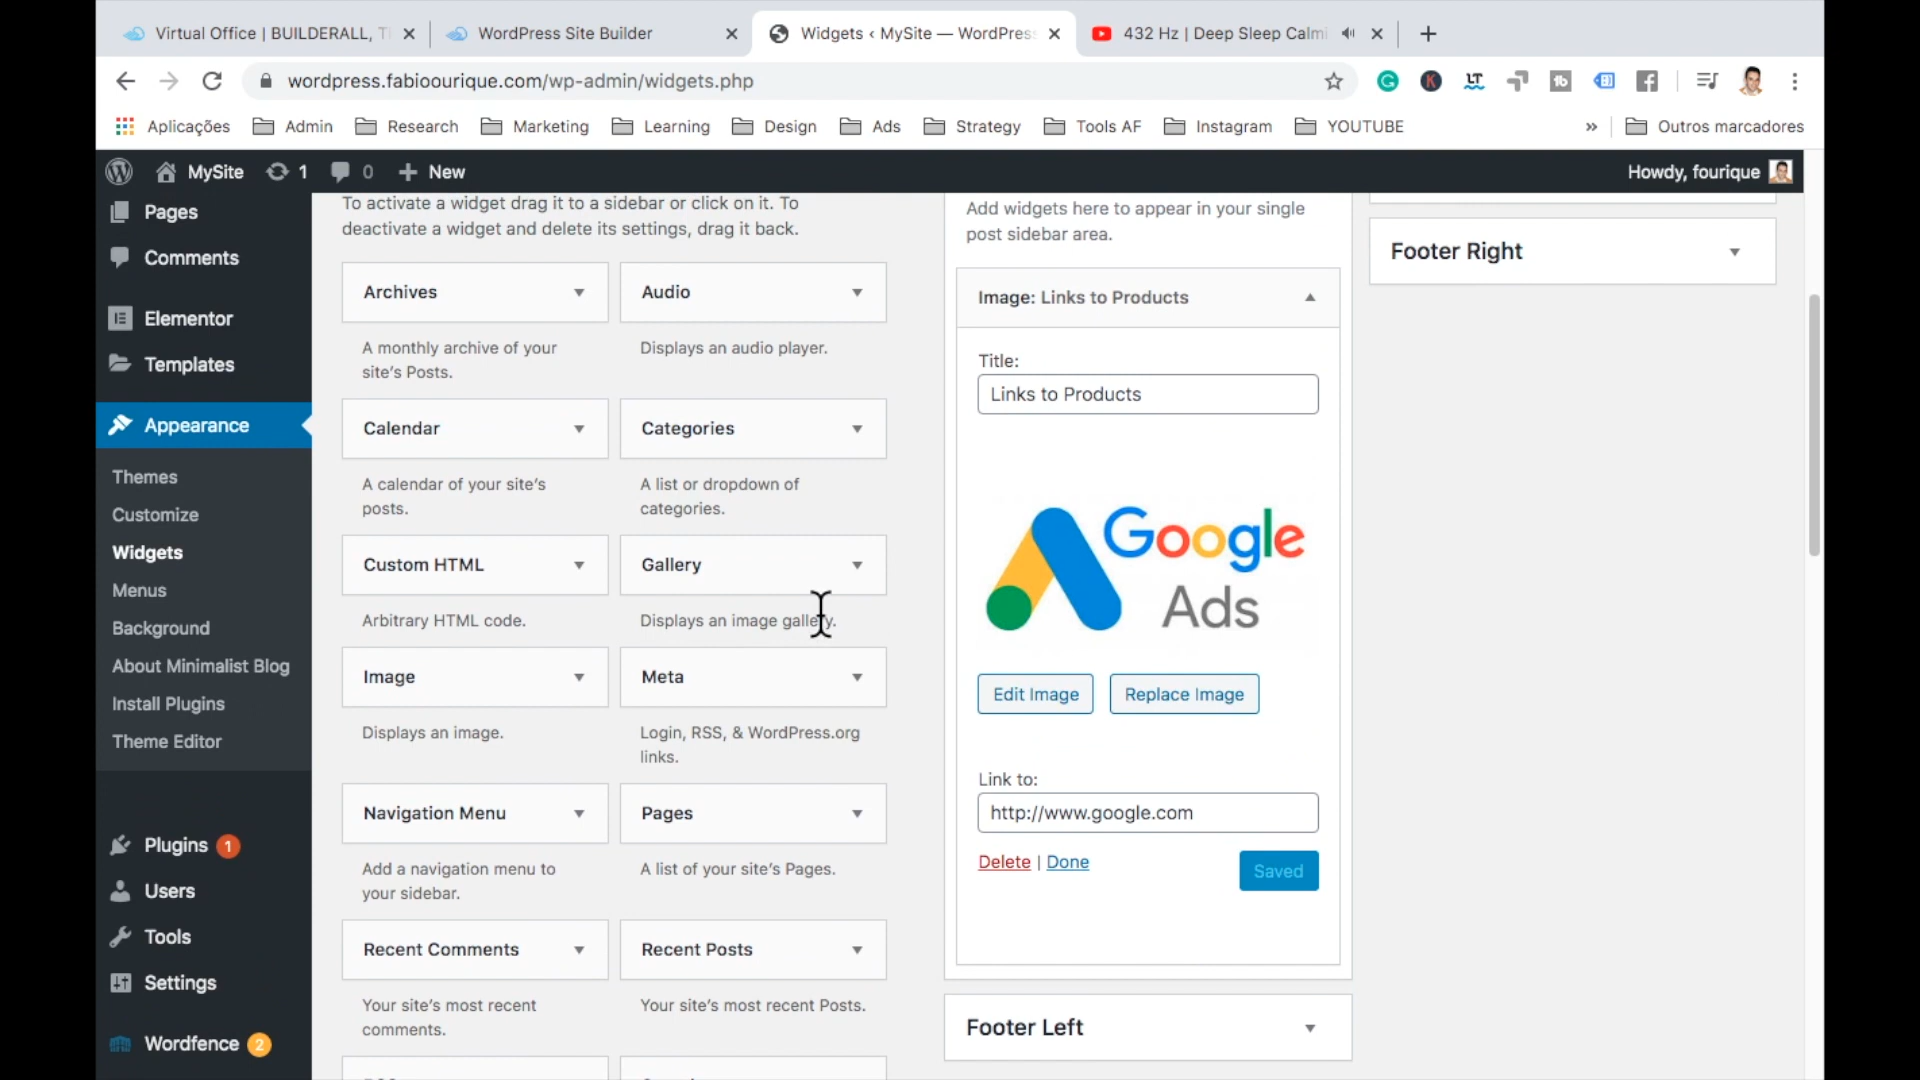 Virtual Office | BUILDERALL, T
WordPress Site Builder
Widgets ‹ MySite — WordPress
432 Hz | Deep Sleep Calmi
wordpress.fabioourique.com/wp-admin/widgets.php
Aplicações
Admin
Research
Marketing
Learning
Design
Ads
Strategy
Tools AF
Instagram
YOUTUBE
»
Outros marcadores
MySite
1
0
New
Howdy, fourique
Pages
Comments
Elementor
Templates
Appearance
Themes
Customize
Widgets
Menus
Background
About Minimalist Blog
Install Plugins
Theme Editor
Plugins 1
Users
Tools
Settings
Wordfence 2
To activate a widget drag it to a sidebar or click on it. To
deactivate a widget and delete its settings, drag it back.
Archives
A monthly archive of your
site's Posts.
Audio
Displays an audio player.
Calendar
A calendar of your site's
posts.
Categories
A list or dropdown of
categories.
Custom HTML
Arbitrary HTML code.
Gallery
Displays an image gallery.
Image
Displays an image.
Meta
Login, RSS, & WordPress.org
links.
Navigation Menu
Add a navigation menu to
your sidebar.
Pages
A list of your site's Pages.
Recent Comments
Your site's most recent
comments.
Recent Posts
Your site's most recent Posts.
Add widgets here to appear in your single
post sidebar area.
Image: Links to Products
Title:
Links to Products
Google
Ads
Edit Image
Replace Image
Link to:
http://www.google.com
Delete | Done
Saved
Footer Left
Footer Right